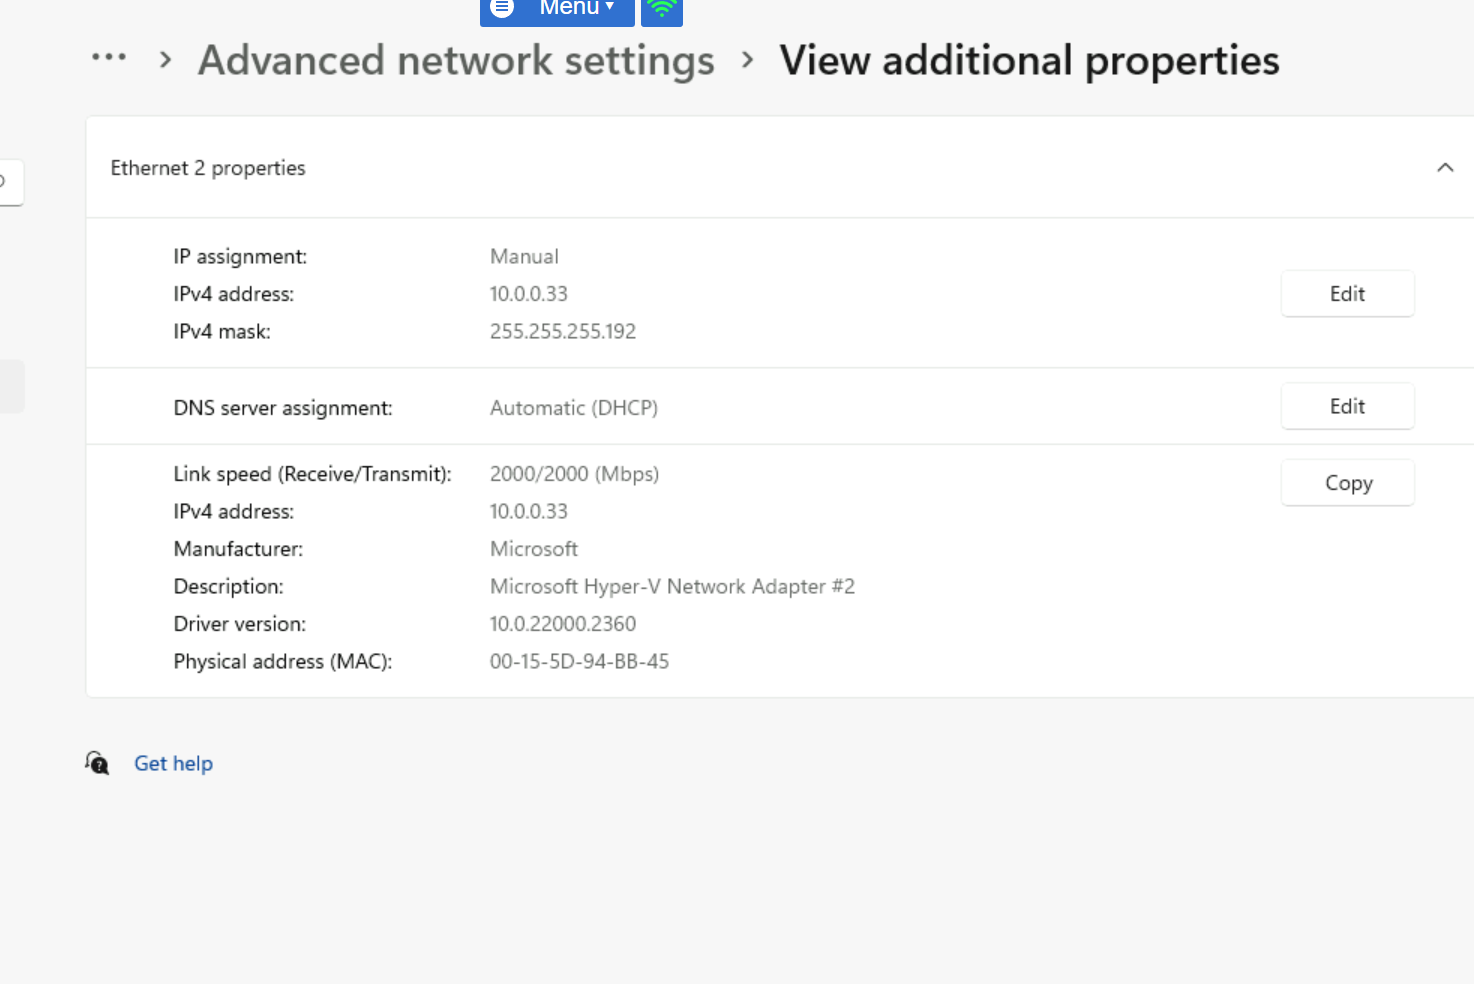 Menu
... > Advanced network settings > View additional properties
Ethernet 2 properties
IP assignment: Manual
IPv4 address: 10.0.0.33
Edit
IPv4 mask: 255.255.255.192
DNS server assignment: Automatic (DHCP)
Edit
Link speed (Receive/Transmit): 2000/2000 (Mbps)
Copy
IPv4 address: 10.0.0.33
Manufacturer: Microsoft
Description: Microsoft Hyper-V Network Adapter #2
Driver version: 10.0.22000.2360
Physical address (MAC): 00-15-5D-94-BB-45
Get help